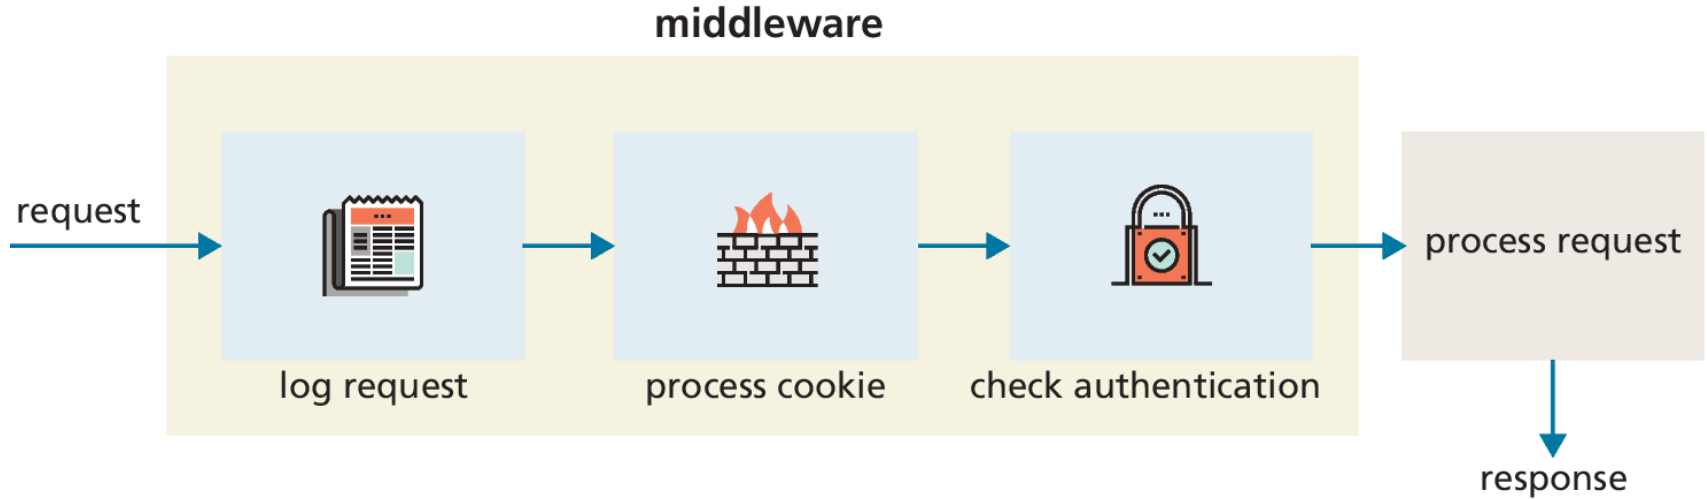 middleware
request
log request
process cookie
check authentication
process request
response